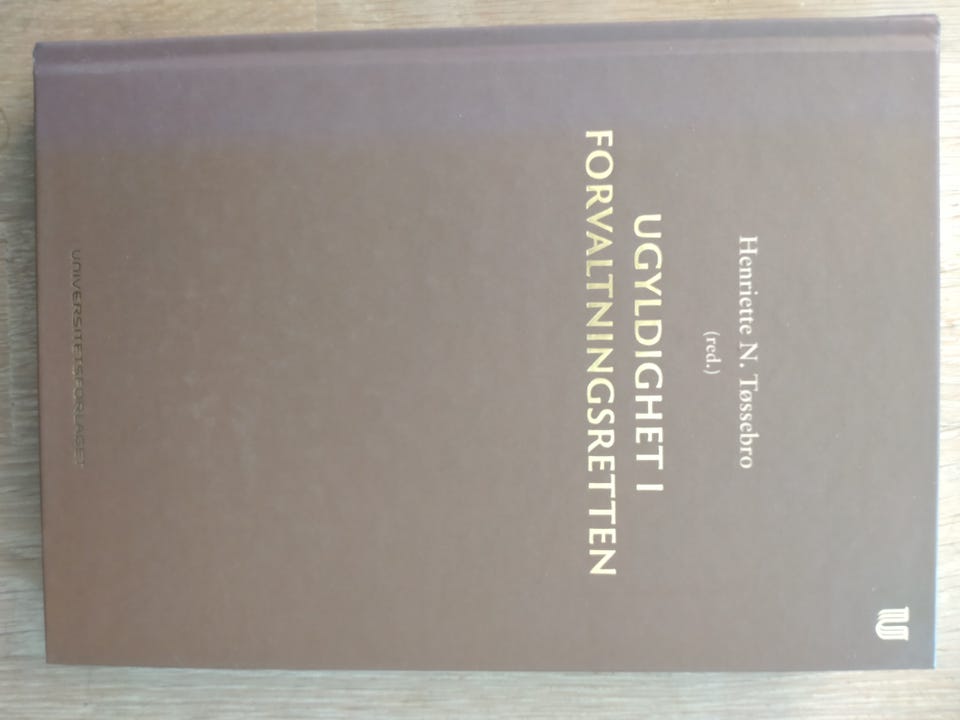 Henriette N. Tøssebro
(red.)
UGYLDIGHET I
FORVALTNINGSRETTEN
UNIVERSITETSFORLAGET